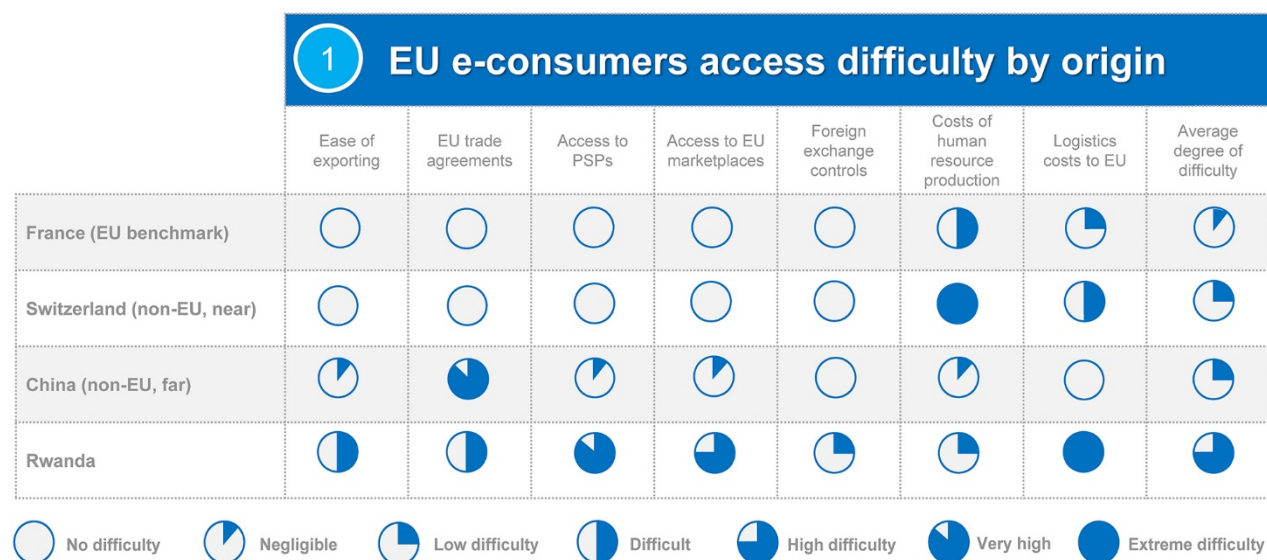 1 EU e-consumers access difficulty by origin
Ease of
exporting
EU trade
agreements
Access to
PSPs
Access to EU
marketplaces
Foreign
exchange
controls
Costs of
human
resource
production
Logistics
costs to EU
Average
degree of
difficulty
France (EU benchmark)
Switzerland (non-EU, near)
China (non-EU, far)
Rwanda
No difficulty
Negligible
Low difficulty
Difficult
High difficulty
Very high
Extreme difficulty